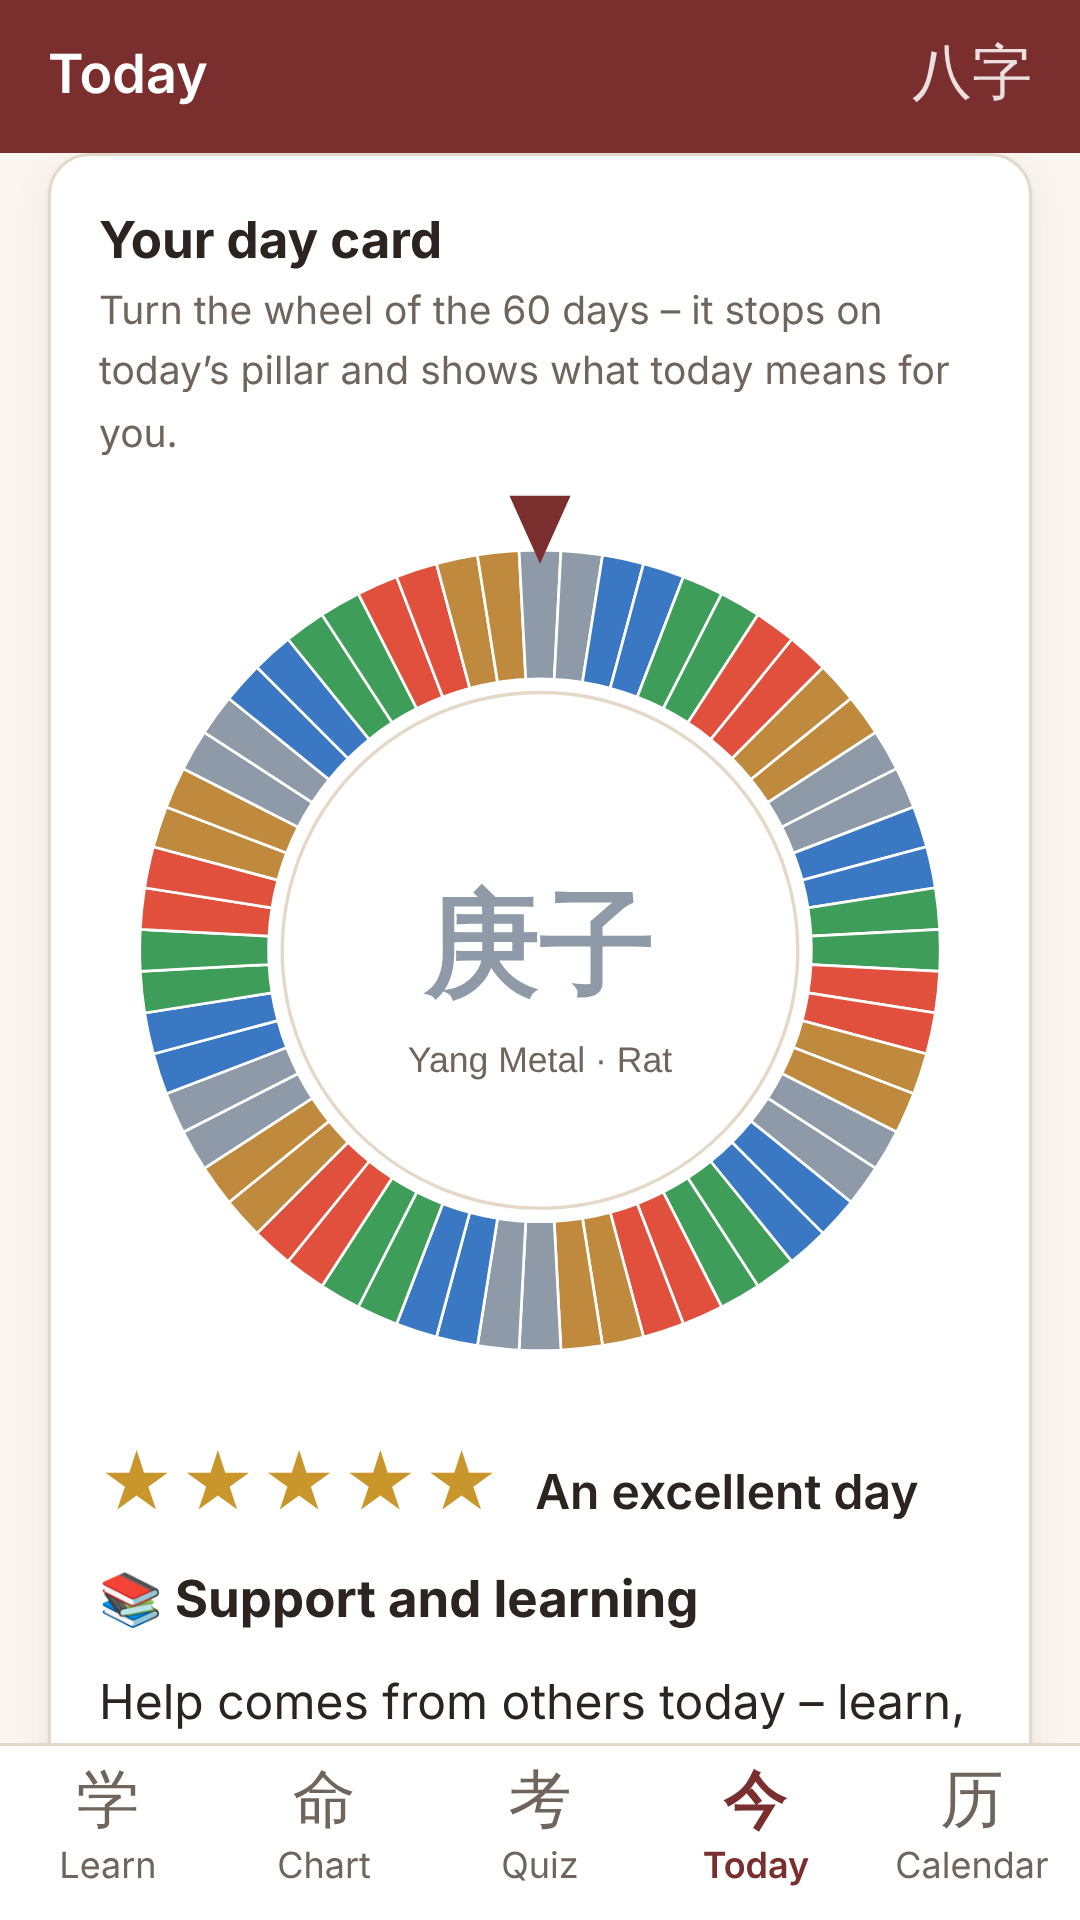 Today
八字
Your day card
Turn the wheel of the 60 days – it stops on
today’s pillar and shows what today means for
you.
庚子
Yang Metal · Rat
★★★★★ An excellent day
📚 Support and learning
Help comes from others today – learn,
学 命 考 今 历
Learn Chart Quiz Today Calendar